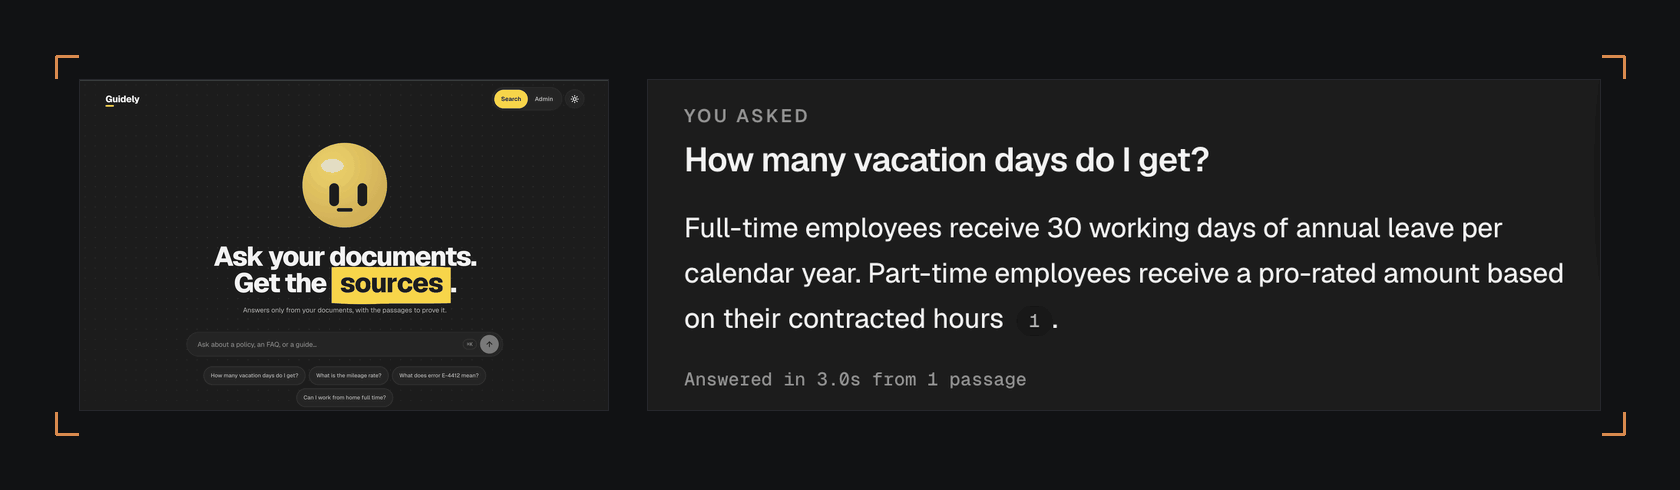 Guidely
Search
Admin
Ask your documents.
Get the sources.
Answers only from your documents, with the passages to prove it.
Ask about a policy, an FAQ, or a guide...
How many vacation days do I get?
What is the mileage rate?
What does error E-4412 mean?
Can I work from home full time?
YOU ASKED
How many vacation days do I get?
Full-time employees receive 30 working days of annual leave per
calendar year. Part-time employees receive a pro-rated amount based
on their contracted hours 1.
Answered in 3.0s from 1 passage